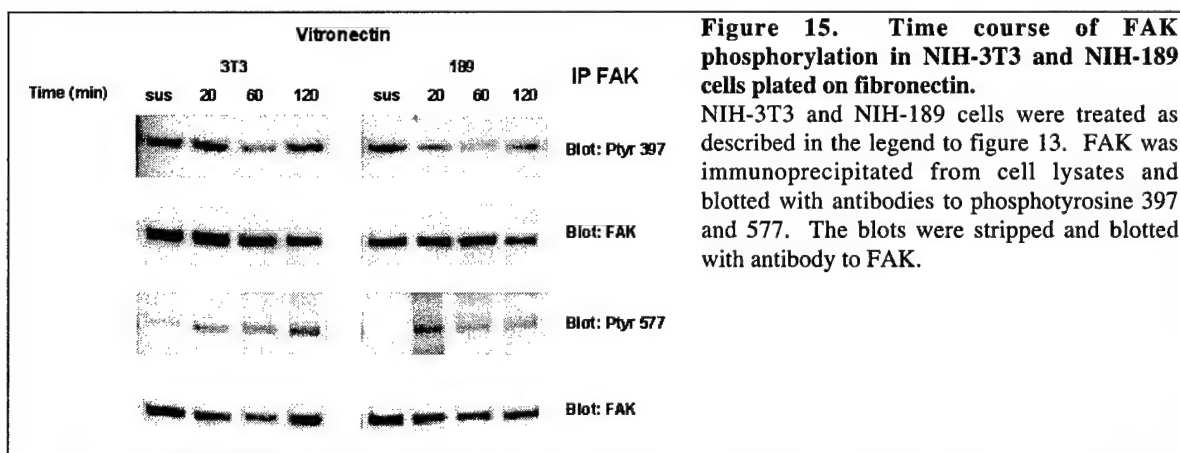 Vitronectin
3T3 189 IP FAK
Time (min) sus 20 60 120 sus 20 60 120
Blot: Ptyr 397
Blot: FAK
Blot: Ptyr 577
Blot: FAK
Figure 15. Time course of FAK
phosphorylation in NIH-3T3 and NIH-189
cells plated on fibronectin.
NIH-3T3 and NIH-189 cells were treated as
described in the legend to figure 13. FAK was
immunoprecipitated from cell lysates and
blotted with antibodies to phosphotyrosine 397
and 577. The blots were stripped and blotted
with antibody to FAK.